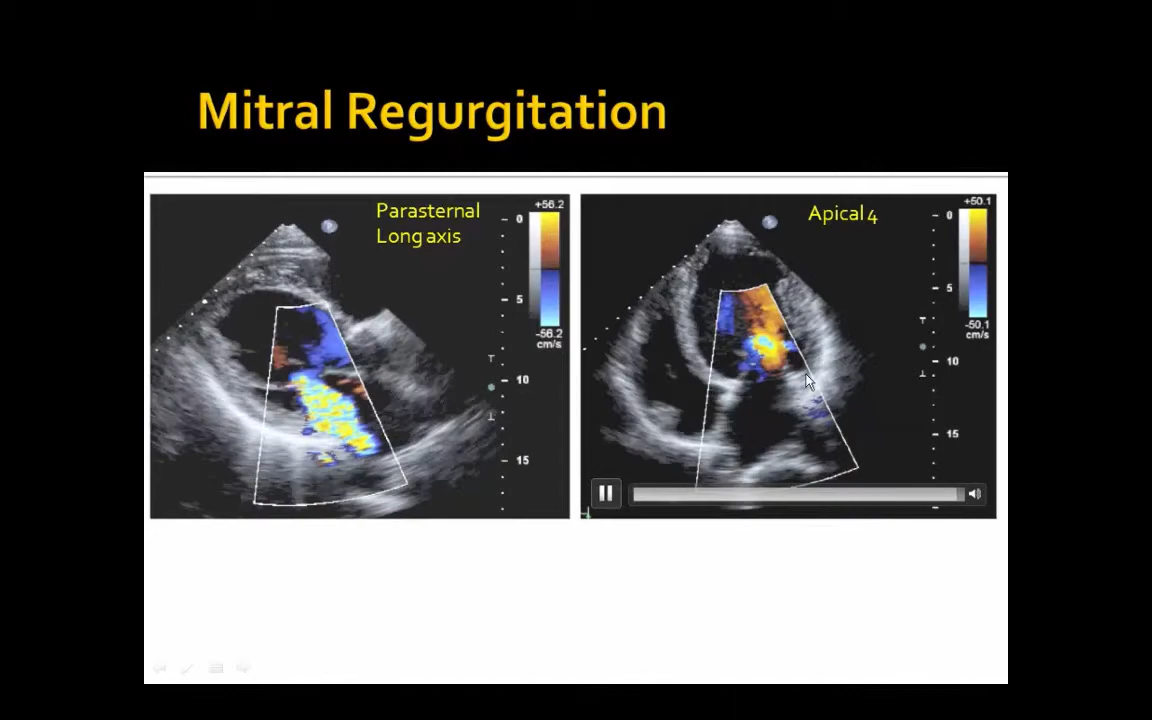 Mitral Regurgitation
Parasternal
Long axis
+56.2
-56.2
cm/s
0
5
10
15
Apical 4
+50.1
-50.1
cm/s
0
5
10
15